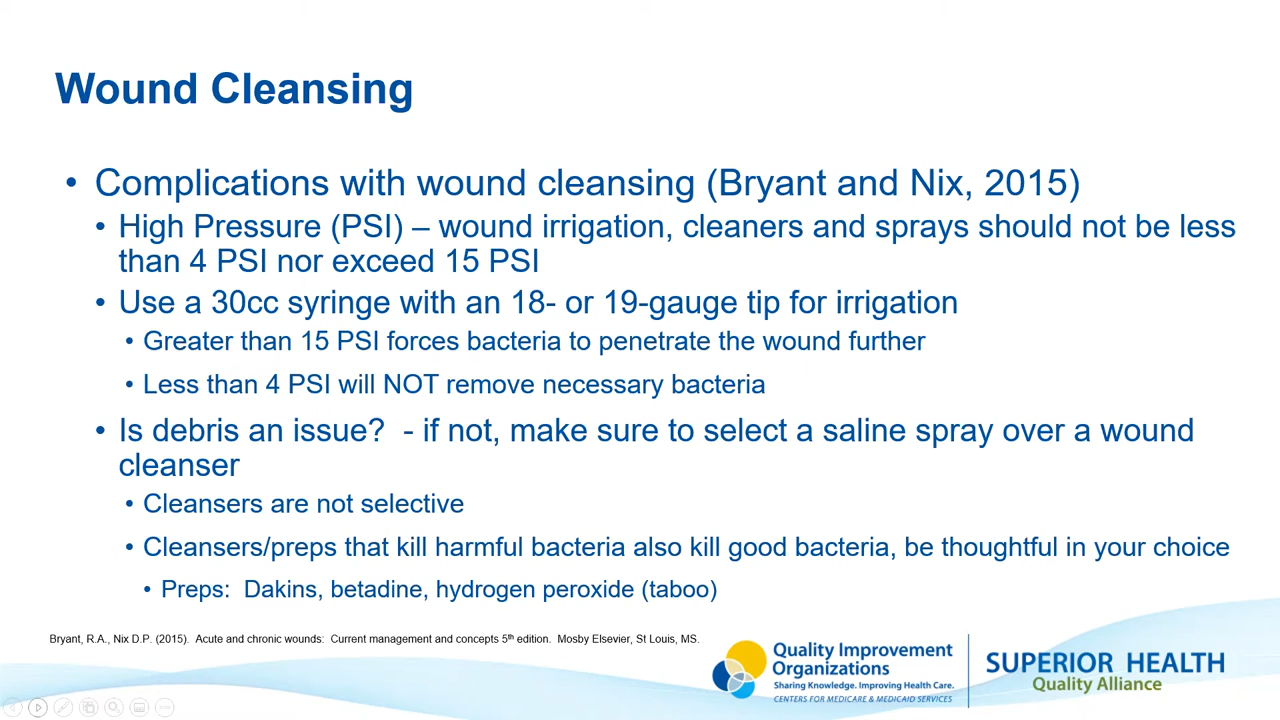 Wound Cleansing
• Complications with wound cleansing (Bryant and Nix, 2015)
• High Pressure (PSI) – wound irrigation, cleaners and sprays should not be less
than 4 PSI nor exceed 15 PSI
• Use a 30cc syringe with an 18- or 19-gauge tip for irrigation
• Greater than 15 PSI forces bacteria to penetrate the wound further
• Less than 4 PSI will NOT remove necessary bacteria
• Is debris an issue?  - if not, make sure to select a saline spray over a wound
cleanser
• Cleansers are not selective
• Cleansers/preps that kill harmful bacteria also kill good bacteria, be thoughtful in your choice
• Preps:  Dakins, betadine, hydrogen peroxide (taboo)
Bryant, R.A., Nix D.P. (2015).  Acute and chronic wounds:  Current management and concepts 5th edition.  Mosby Elsevier, St Louis, MS.
Quality Improvement
Organizations
Sharing Knowledge. Improving Health Care.
CENTERS FOR MEDICARE & MEDICAID SERVICES
SUPERIOR HEALTH
Quality Alliance